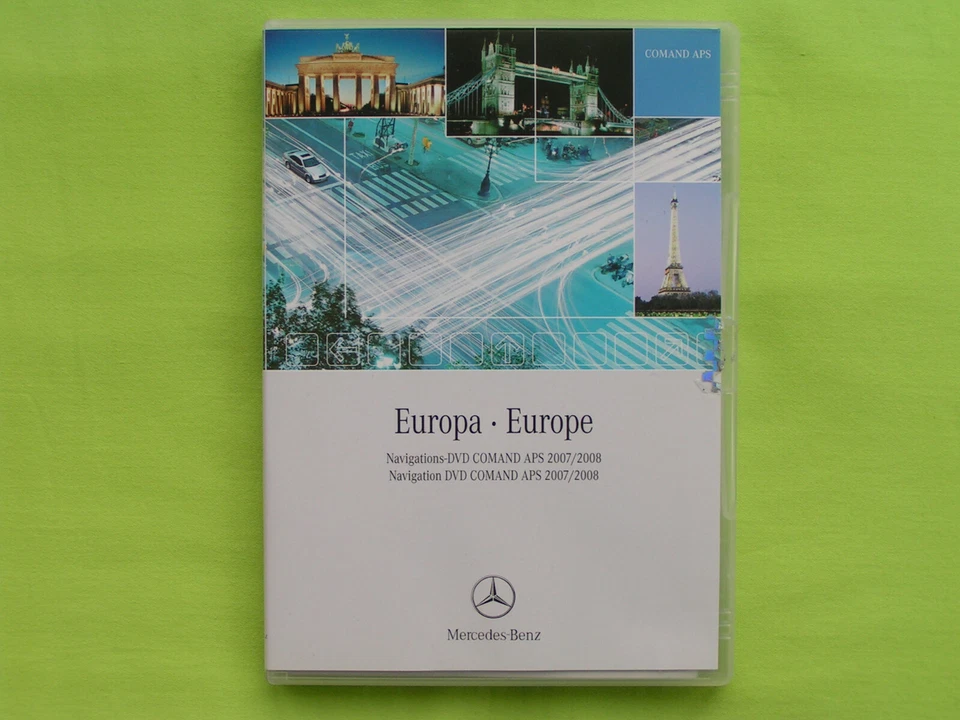 COMAND APS
Europa · Europe
Navigations-DVD COMAND APS 2007/2008
Navigation DVD COMAND APS 2007/2008
Mercedes-Benz